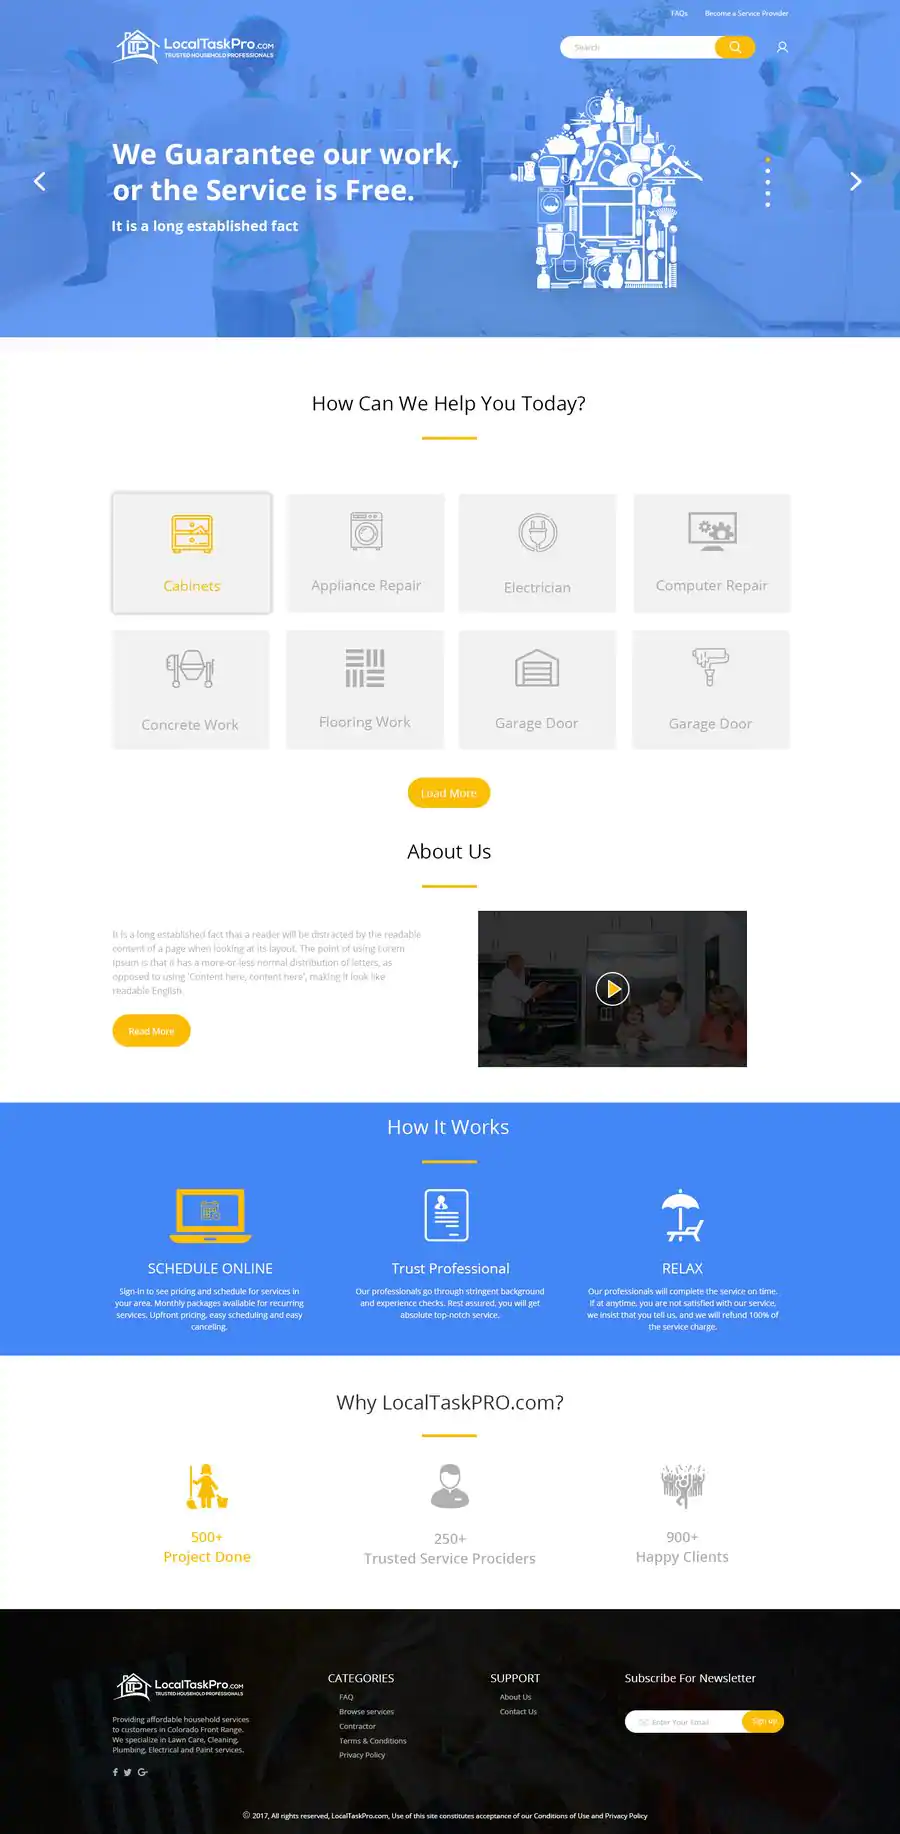 FAQs
Become a Service Provider
LocalTaskPro.com
TRUSTED HOUSEHOLD PROFESSIONALS
Search
We Guarantee our work,
or the Service is Free.
It is a long established fact
How Can We Help You Today?
Cabinets
Appliance Repair
Electrician
Computer Repair
Concrete Work
Flooring Work
Garage Door
Garage Door
Load More
About Us
It is a long established fact that a reader will be distracted by the readable
content of a page when looking at its layout. The point of using Lorem
Ipsum is that it has a more-or-less normal distribution of letters, as
opposed to using 'Content here, content here', making it look like
readable English.
Read More
How It Works
SCHEDULE ONLINE
Sign-in to see pricing and schedule for services in
your area. Monthly packages available for recurring
services. Upfront pricing, easy scheduling and easy
canceling.
Trust Professional
Our professionals go through stringent background
and experience checks. Rest assured, you will get
absolute top-notch service.
RELAX
Our professionals will complete the service on time.
If at anytime, you are not satisfied with our service,
we insist that you tell us, and we will refund 100% of
the service charge.
Why LocalTaskPRO.com?
500+
Project Done
250+
Trusted Service Prociders
900+
Happy Clients
LocalTaskPro.com
TRUSTED HOUSEHOLD PROFESSIONALS
Providing affordable household services
to customers in Colorado Front Range.
We specialize in Lawn Care, Cleaning,
Plumbing, Electrical and Paint services.
CATEGORIES
FAQ
Browse services
Contractor
Terms & Conditions
Privacy Policy
SUPPORT
About Us
Contact Us
Subscribe For Newsletter
Enter Your Email
Sign Up
© 2017, All rights reserved, LocalTaskPro.com, Use of this site constitutes acceptance of our Conditions of Use and Privacy Policy